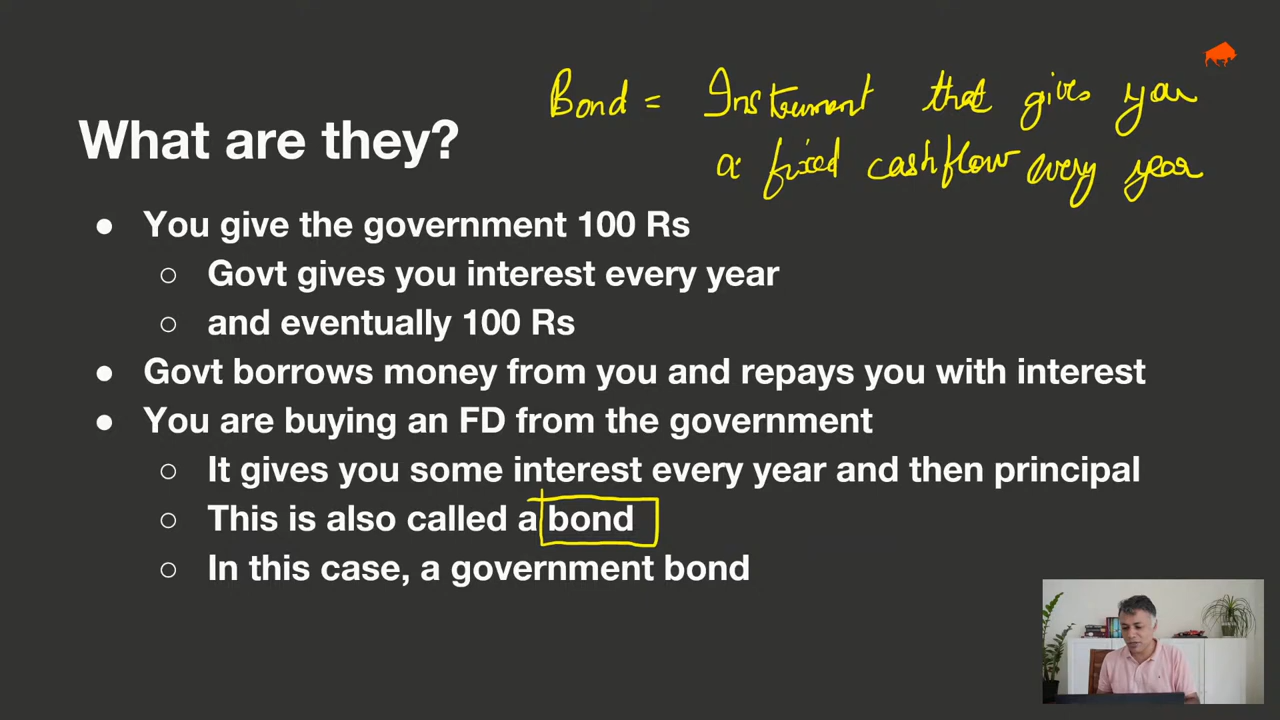 Bond = Instrument that gives you
a fixed cashflow every year
What are they?
● You give the government 100 Rs
○ Govt gives you interest every year
○ and eventually 100 Rs
● Govt borrows money from you and repays you with interest
● You are buying an FD from the government
○ It gives you some interest every year and then principal
○ This is also called a bond
○ In this case, a government bond